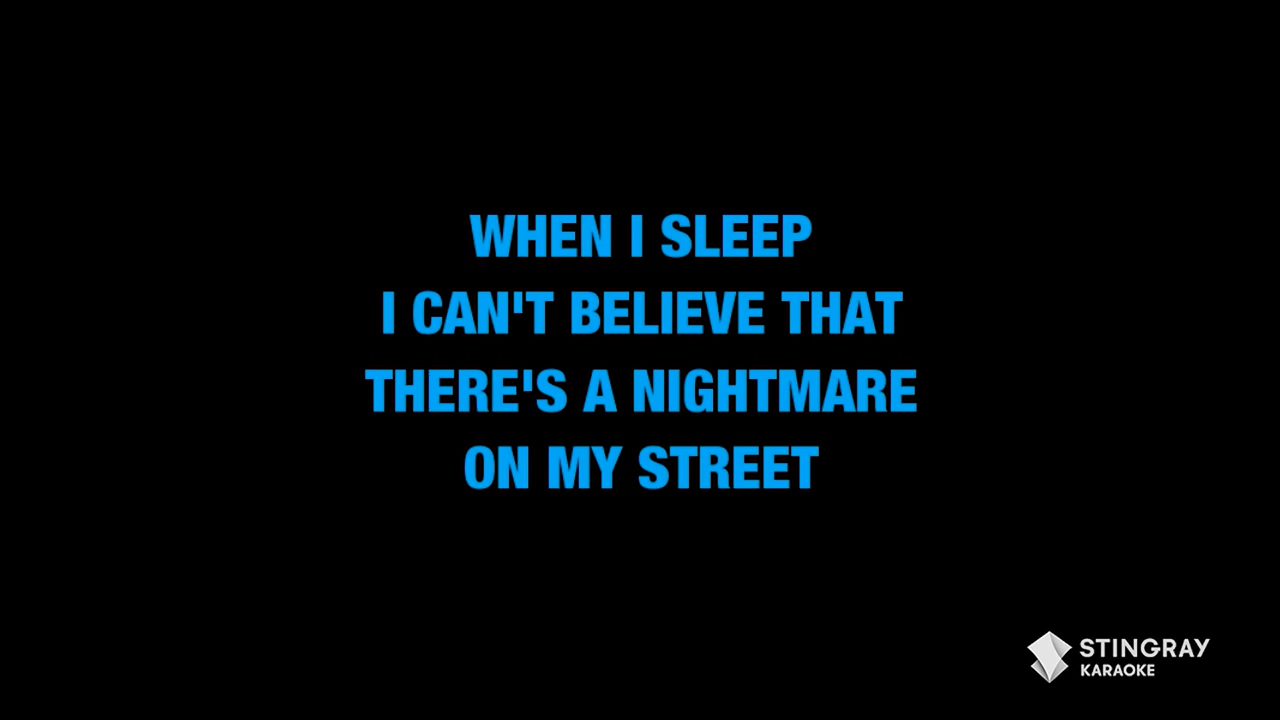 WHEN I SLEEP
I CAN'T BELIEVE THAT
THERE'S A NIGHTMARE
ON MY STREET
STINGRAY
KARAOKE